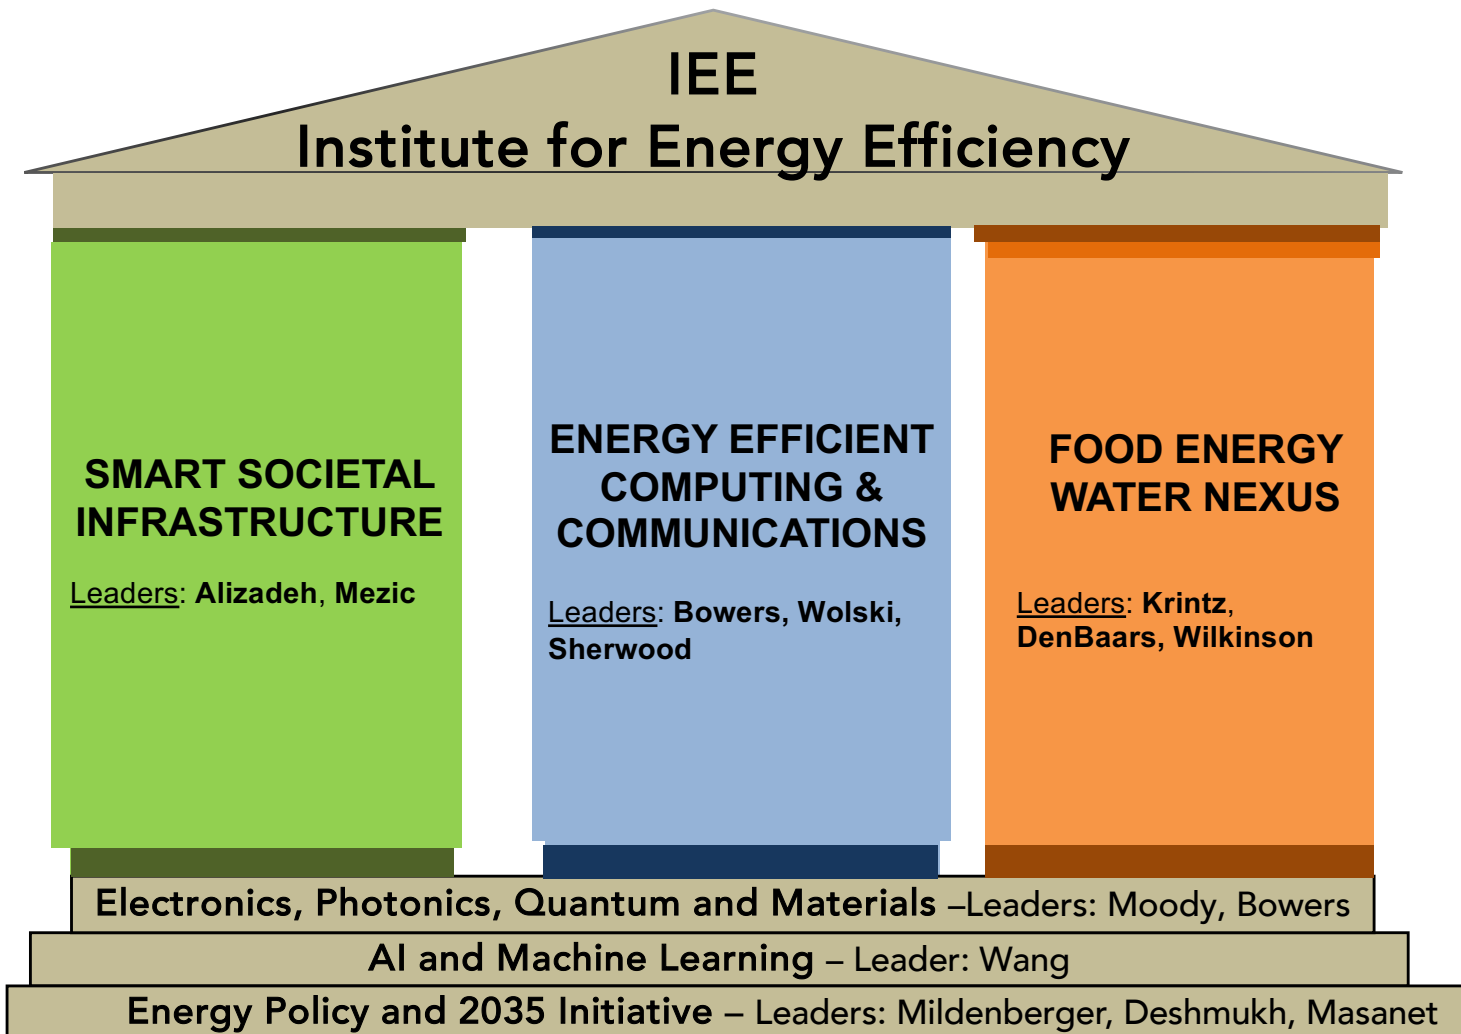 IEE
Institute for Energy Efficiency
SMART SOCIETAL
INFRASTRUCTURE
Leaders: Alizadeh, Mezic
ENERGY EFFICIENT
COMPUTING &
COMMUNICATIONS
Leaders: Bowers, Wolski,
Sherwood
FOOD ENERGY
WATER NEXUS
Leaders: Krintz,
DenBaars, Wilkinson
Electronics, Photonics, Quantum and Materials –Leaders: Moody, Bowers
AI and Machine Learning – Leader: Wang
Energy Policy and 2035 Initiative – Leaders: Mildenberger, Deshmukh, Masanet